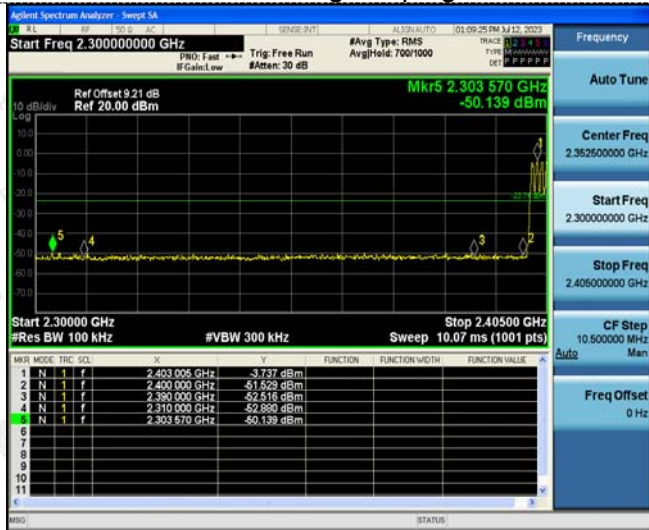 Agilent Spectrum Analyzer - Swept SA
RL RF 50 Ω AC SENSE:INT ALIGN AUTO 01:09:25 PM Jul 12, 2023
Start Freq 2.300000000 GHz
PNO: Fast
IFGain:Low
Trig: Free Run
#Atten: 30 dB
#Avg Type: RMS
Avg|Hold: 700/1000
TRACE 1 2 3 4 5
TYPE
DET P P P P P P
Ref Offset 9.21 dB
Ref 20.00 dBm
10 dB/div
Log
Mkr5 2.303 570 GHz
-50.139 dBm
10.0
0.00
-10.0
-20.0
-30.0
-40.0
-50.0
-60.0
-70.0
1
5
4
3
2
Start 2.30000 GHz
#Res BW 100 kHz
#VBW 300 kHz
Stop 2.40500 GHz
Sweep 10.07 ms (1001 pts)
MKR MODE TRC SCL X Y FUNCTION FUNCTION WIDTH FUNCTION VALUE
1 N 1 f 2.403 005 GHz -3.737 dBm
2 N 1 f 2.400 000 GHz -51.529 dBm
3 N 1 f 2.390 000 GHz -52.516 dBm
4 N 1 f 2.310 000 GHz -52.880 dBm
5 N 1 f 2.303 570 GHz -50.139 dBm
6
7
8
9
10
11
MSG STATUS
Frequency
Auto Tune
Center Freq
2.352500000 GHz
Start Freq
2.300000000 GHz
Stop Freq
2.405000000 GHz
CF Step
10.500000 MHz
Auto Man
Freq Offset
0 Hz